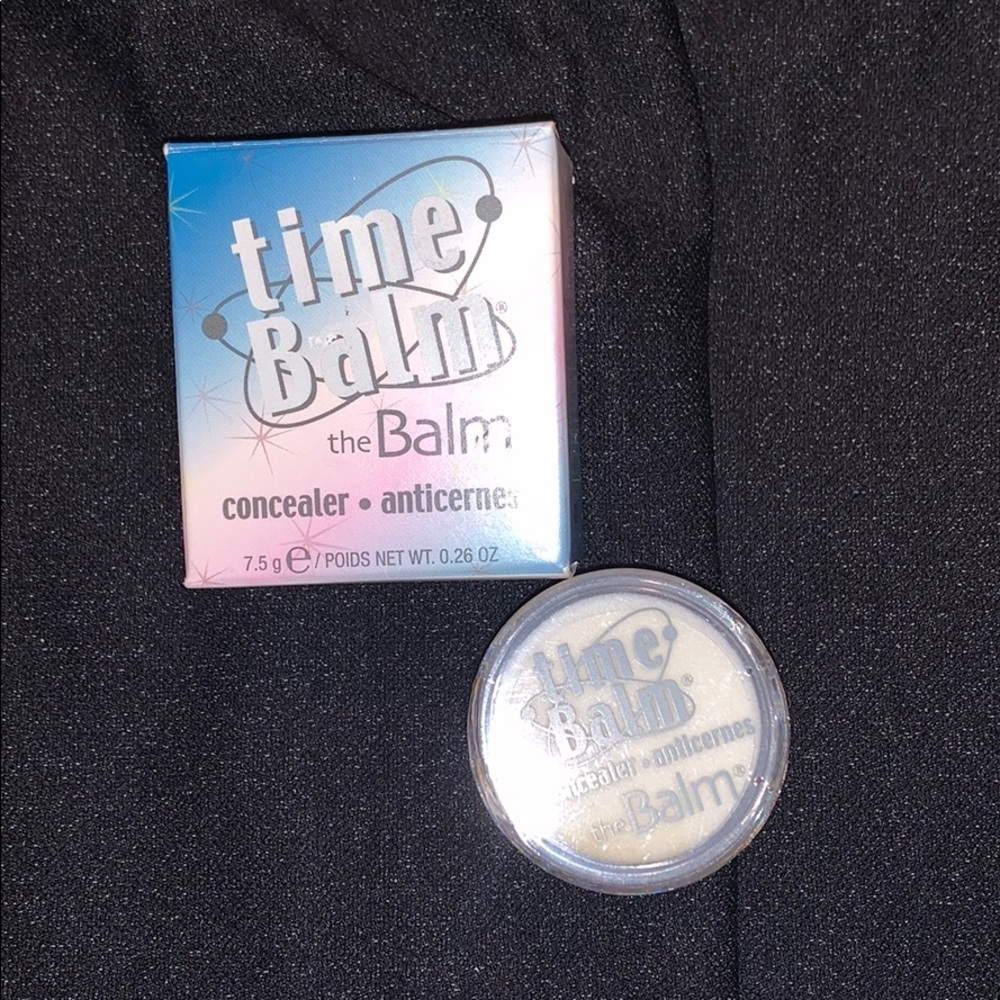 time
Balm®
the Balm
concealer • anticernes
7.5 g ℮ / POIDS NET WT. 0.26 OZ
time
Balm®
concealer • anticernes
the Balm®